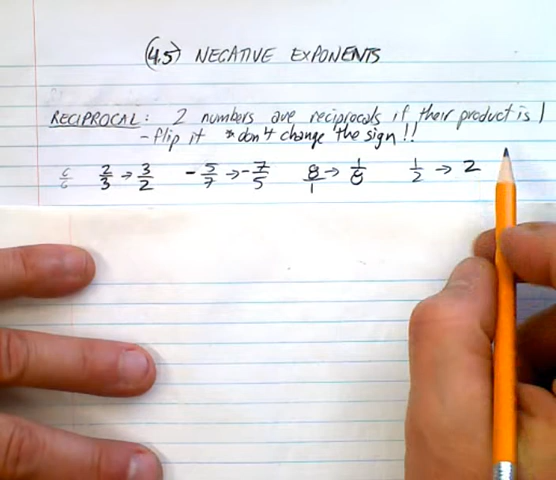 (4.5) NEGATIVE EXPONENTS
RECIPROCAL: 2 numbers are reciprocals if their product is 1
- flip it *don't change the sign!!
2/3 → 3/2 -5/7 → -7/5 8/1 → 1/8 1/2 → 2